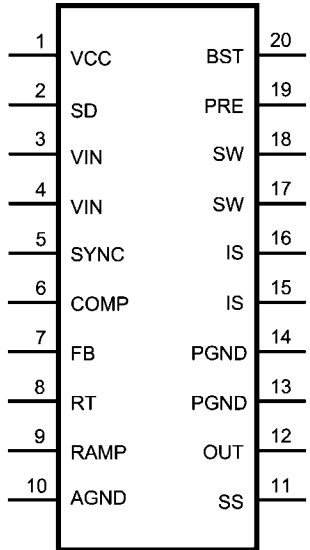 1 VCC BST 20
2 SD PRE 19
3 VIN SW 18
4 VIN SW 17
5 SYNC IS 16
6 COMP IS 15
7 FB PGND 14
8 RT PGND 13
9 RAMP OUT 12
10 AGND SS 11